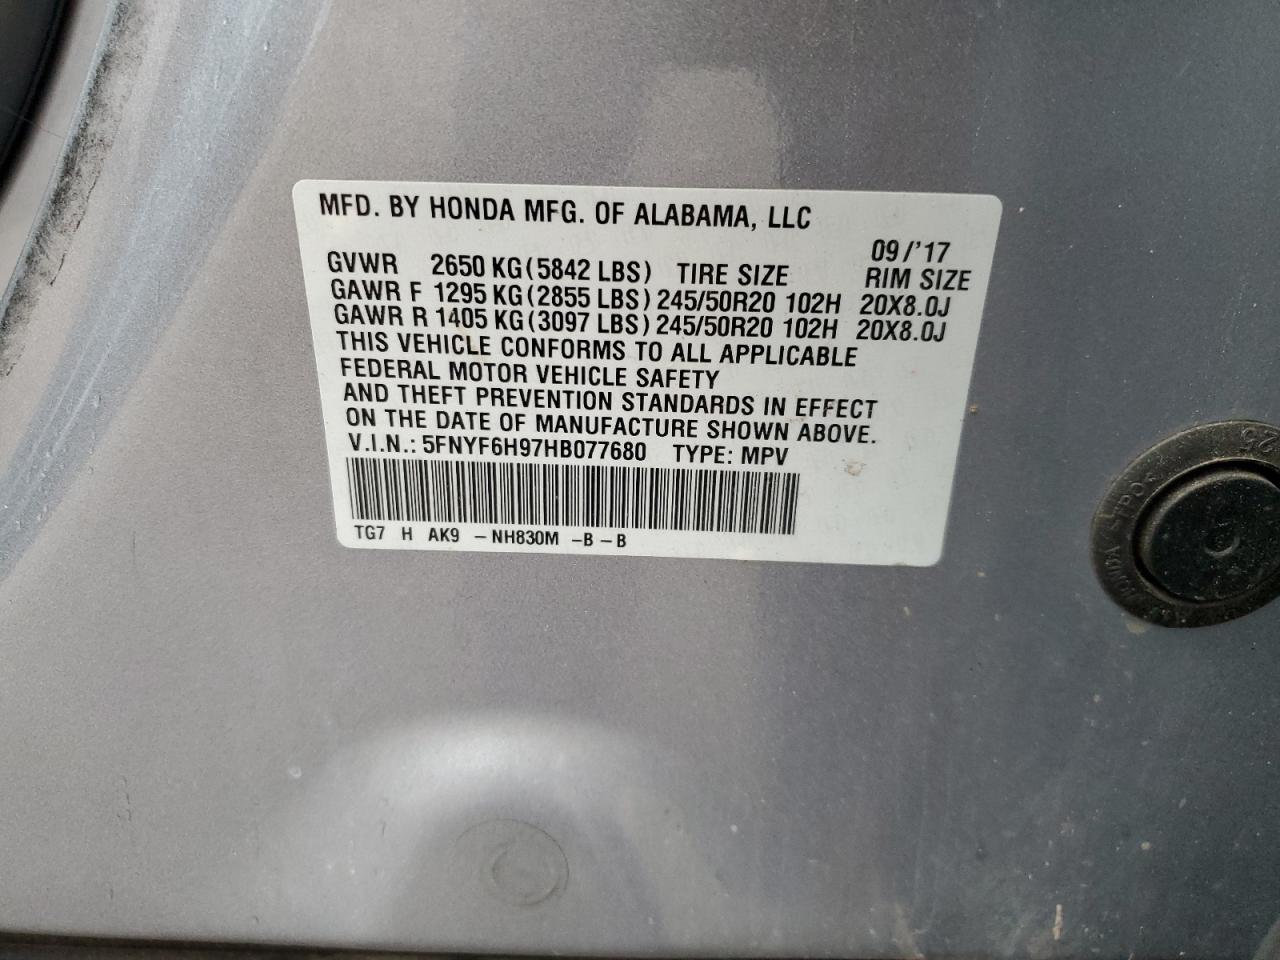 MFD. BY HONDA MFG. OF ALABAMA, LLC
09/'17
GVWR 2650 KG(5842 LBS) TIRE SIZE RIM SIZE
GAWR F 1295 KG(2855 LBS) 245/50R20 102H 20X8.0J
GAWR R 1405 KG(3097 LBS) 245/50R20 102H 20X8.0J
THIS VEHICLE CONFORMS TO ALL APPLICABLE
FEDERAL MOTOR VEHICLE SAFETY
AND THEFT PREVENTION STANDARDS IN EFFECT
ON THE DATE OF MANUFACTURE SHOWN ABOVE.
V.I.N.: 5FNYF6H97HB077680 TYPE: MPV
TG7 H AK9 - NH830M - B - B
HONDA